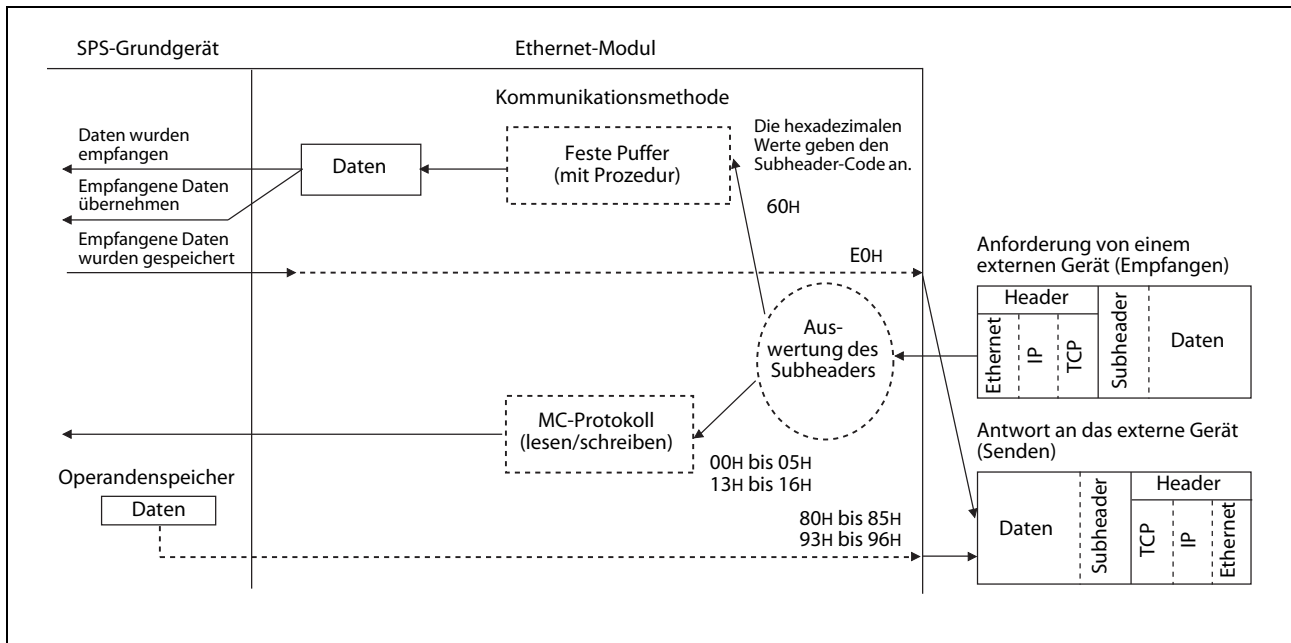 SPS-Grundgerät
Ethernet-Modul
Kommunikationsmethode
Daten wurden
empfangen
Empfangene Daten
übernehmen
Empfangene Daten
wurden gespeichert
Daten
Feste Puffer
(mit Prozedur)
Die hexadezimalen
Werte geben den
Subheader-Code an.
60H
E0H
Aus-
wertung des
Subheaders
Anforderung von einem
externen Gerät (Empfangen)
Header
Ethernet
IP
TCP
Subheader
Daten
MC-Protokoll
(lesen/schreiben)
00H bis 05H
13H bis 16H
Antwort an das externe Gerät
(Senden)
Header
Daten
Subheader
TCP
IP
Ethernet
Operandenspeicher
Daten
80H bis 85H
93H bis 96H